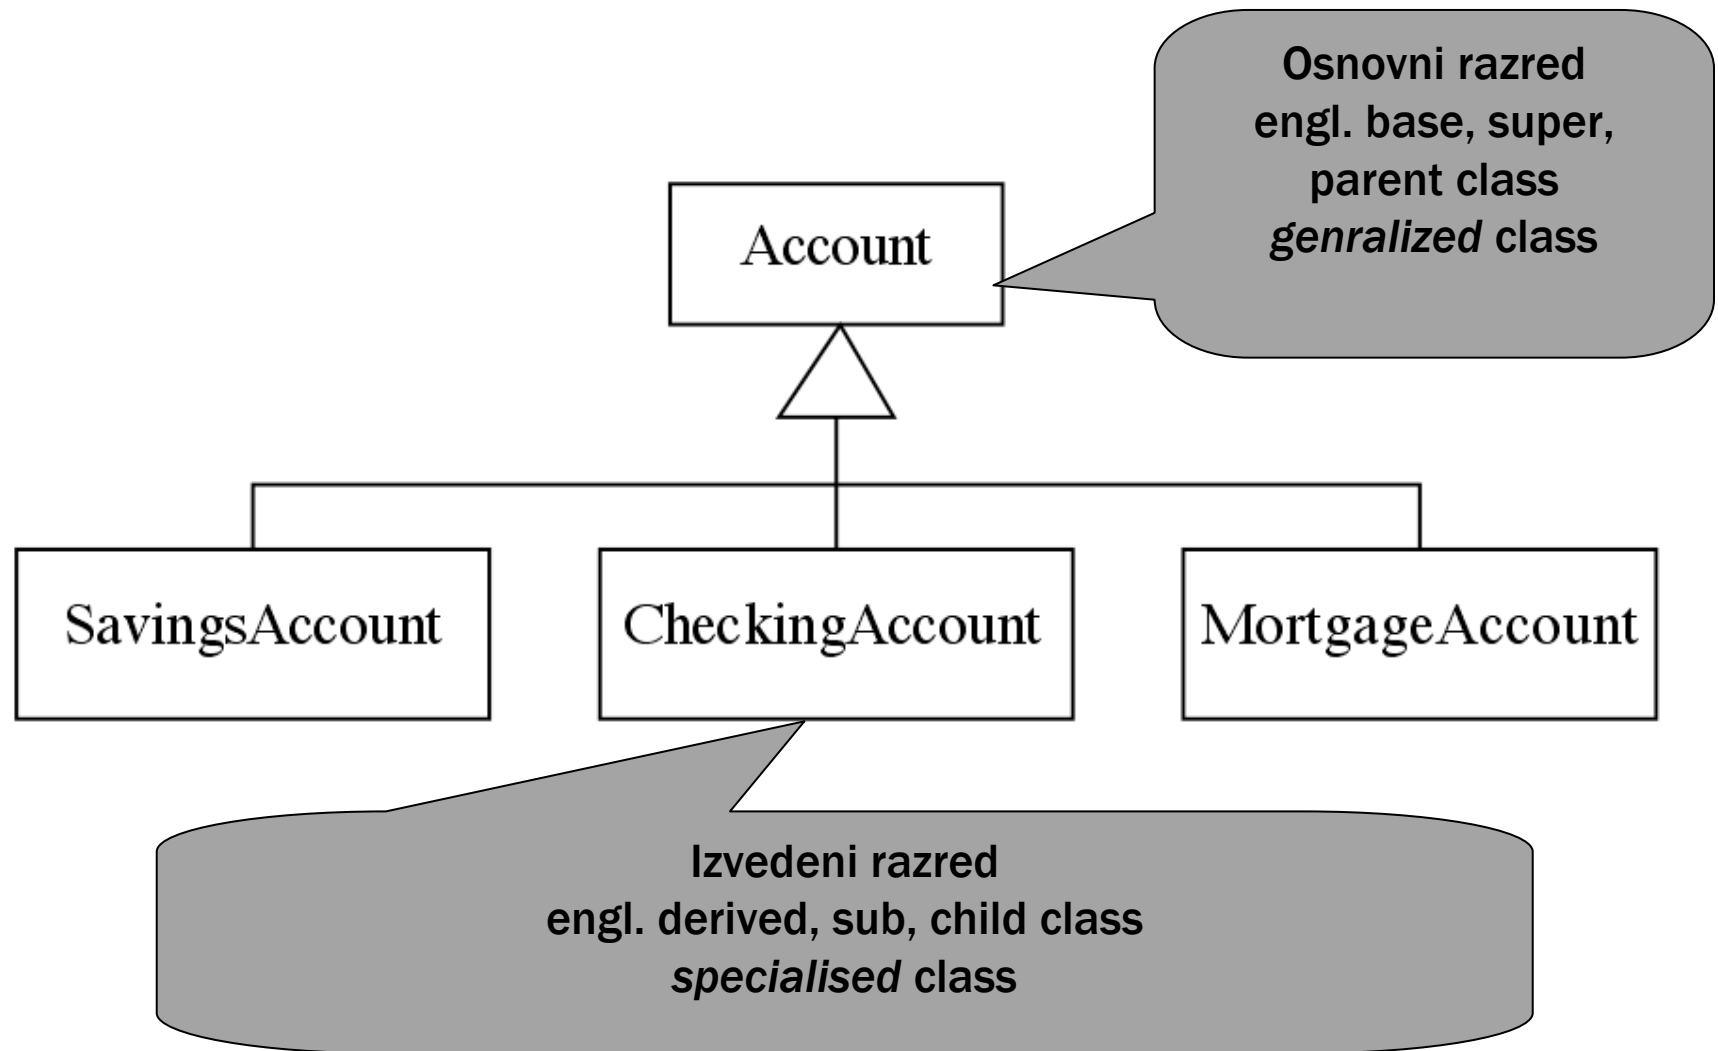 Osnovni razred
engl. base, super,
parent class
genralized class
Account
SavingsAccount
CheckingAccount
MortgageAccount
Izvedeni razred
engl. derived, sub, child class
specialised class